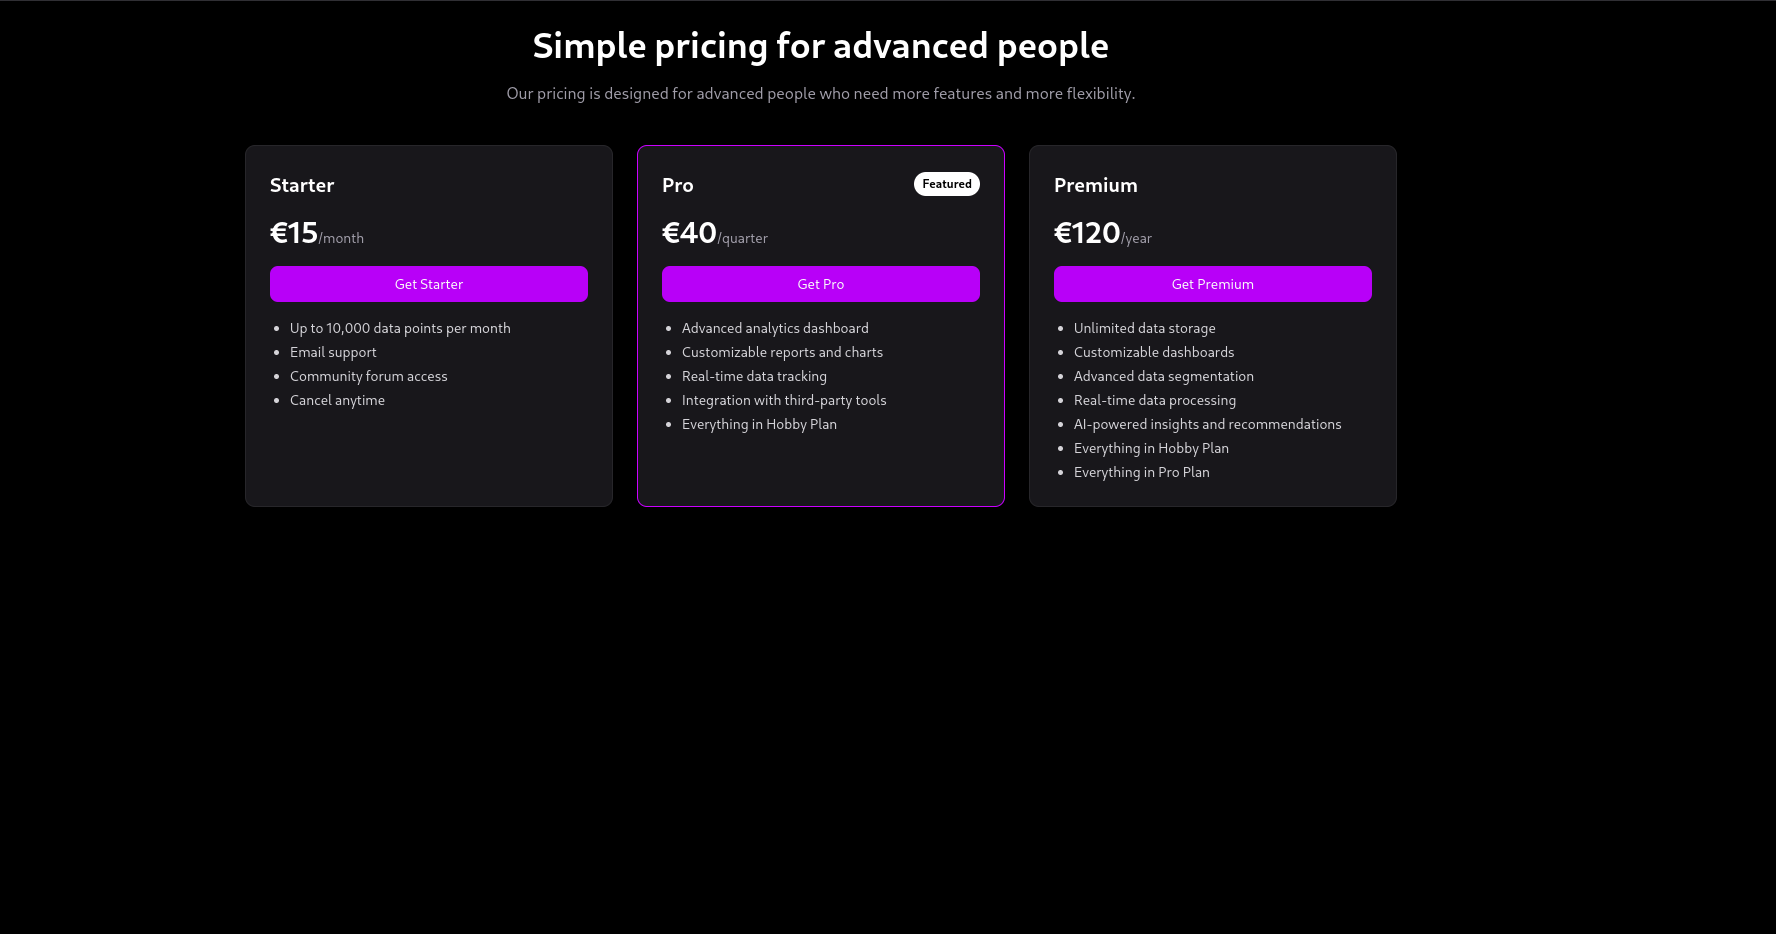 Simple pricing for advanced people
Our pricing is designed for advanced people who need more features and more flexibility.
Starter
€15/month
Get Starter
• Up to 10,000 data points per month
• Email support
• Community forum access
• Cancel anytime
Pro
Featured
€40/quarter
Get Pro
• Advanced analytics dashboard
• Customizable reports and charts
• Real-time data tracking
• Integration with third-party tools
• Everything in Hobby Plan
Premium
€120/year
Get Premium
• Unlimited data storage
• Customizable dashboards
• Advanced data segmentation
• Real-time data processing
• AI-powered insights and recommendations
• Everything in Hobby Plan
• Everything in Pro Plan